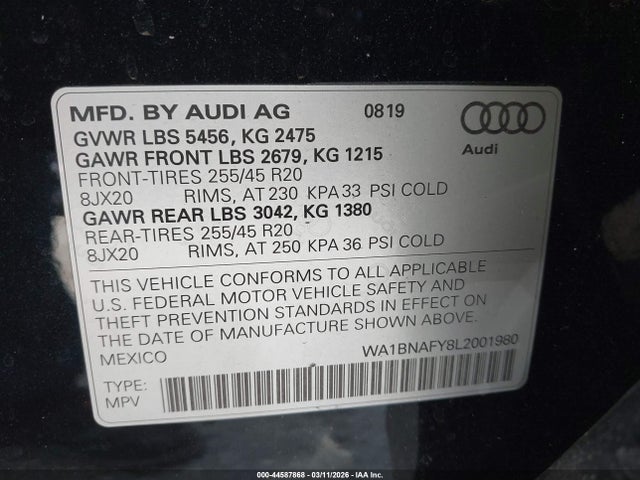 MFD. BY AUDI AG 0819
GVWR LBS 5456, KG 2475
GAWR FRONT LBS 2679, KG 1215
FRONT-TIRES 255/45 R20
8JX20 RIMS, AT 230 KPA 33 PSI COLD
GAWR REAR LBS 3042, KG 1380
REAR-TIRES 255/45 R20
8JX20 RIMS, AT 250 KPA 36 PSI COLD
Audi
THIS VEHICLE CONFORMS TO ALL APPLICABLE
U.S. FEDERAL MOTOR VEHICLE SAFETY AND
THEFT PREVENTION STANDARDS IN EFFECT ON
THE DATE OF MANUFACTURE SHOWN ABOVE.
MEXICO WA1BNAFY8L2001980
TYPE:
MPV
000-44587868 - 03/11/2026 - IAA Inc.